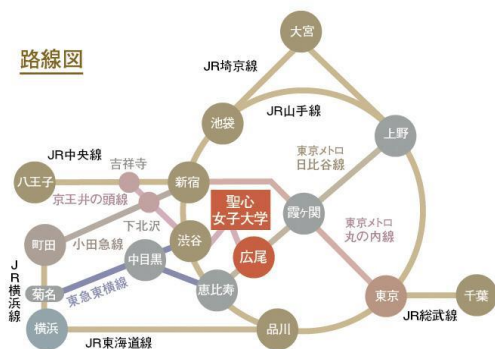 路線図
大宮
JR埼京線
池袋
JR山手線
上野
JR中央線
吉祥寺
東京メトロ
日比谷線
八王子
新宿
京王井の頭線
聖心
女子大学
霞ヶ関
下北沢
町田
小田急線
渋谷
東京メトロ
丸の内線
中目黒
広尾
JR横浜線
菊名
東急東横線
恵比寿
東京
千葉
横浜
品川
JR総武線
JR東海道線